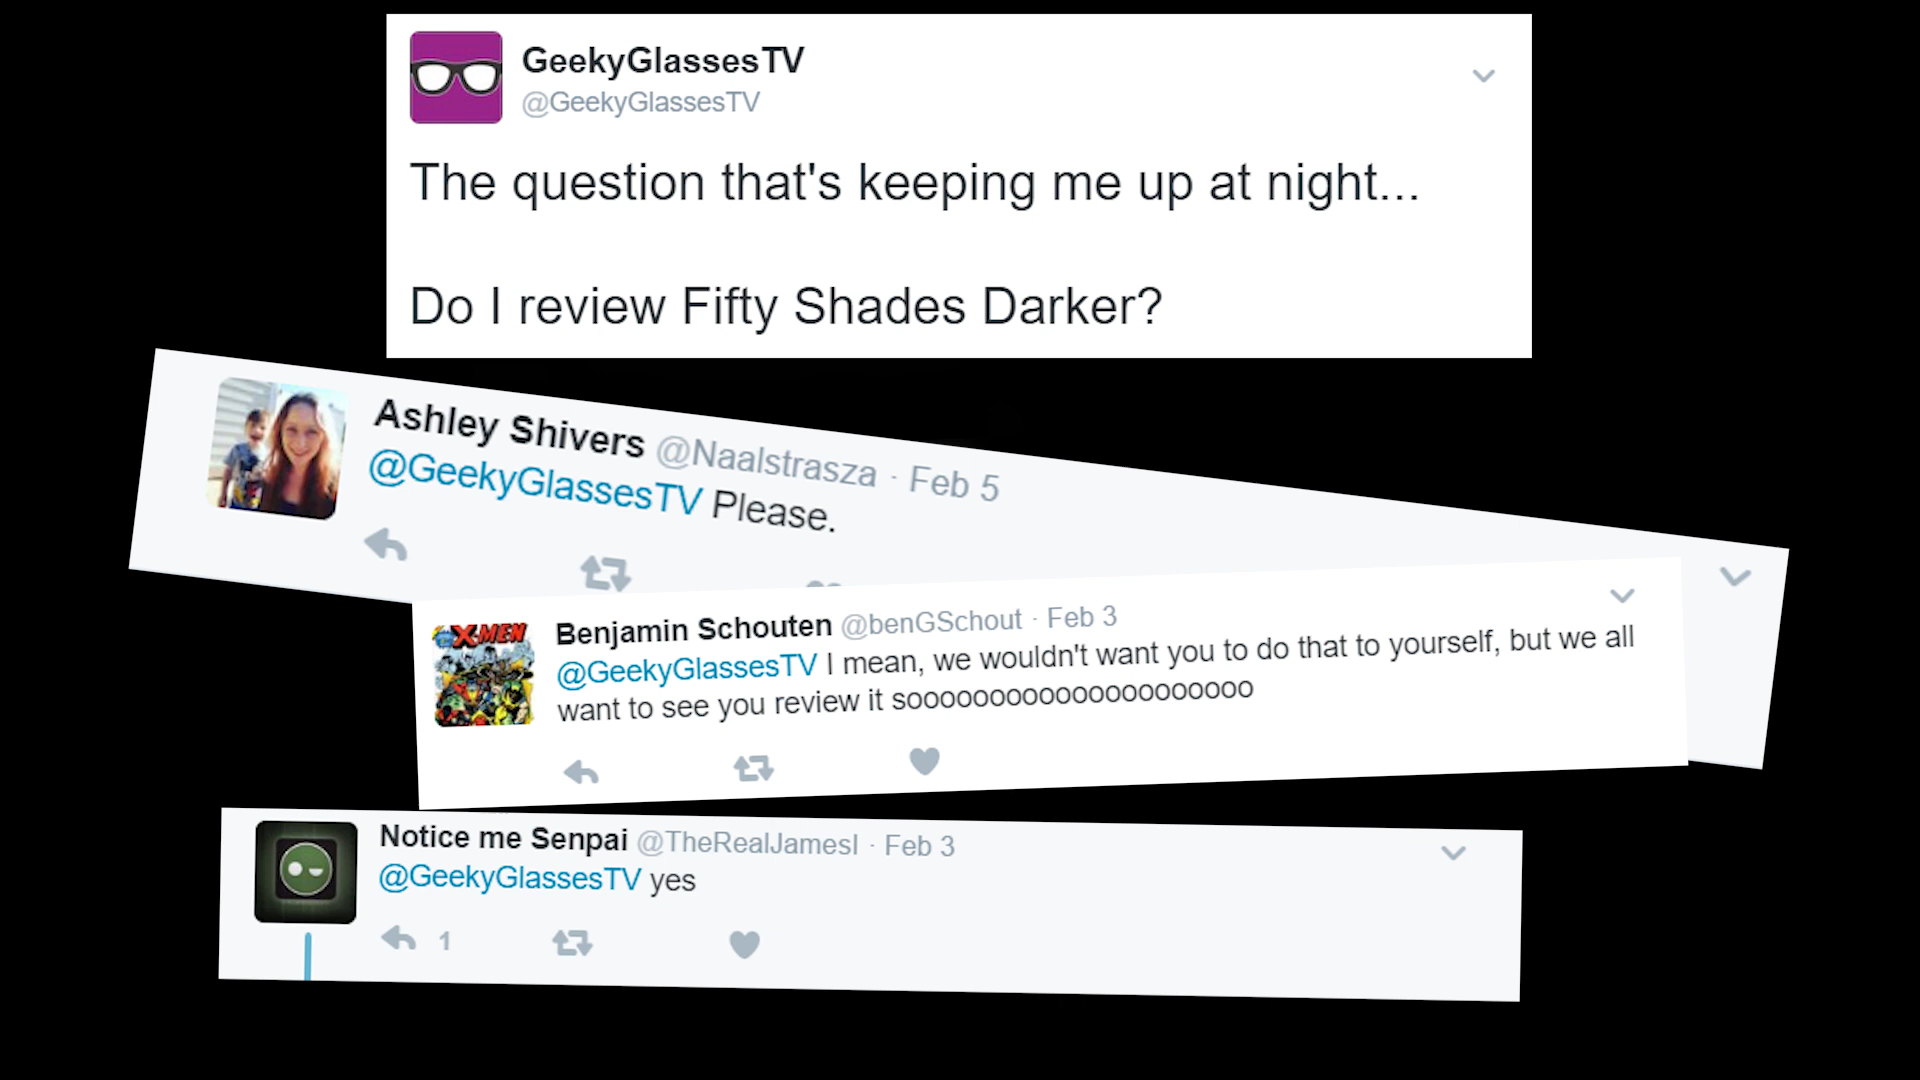 GeekyGlassesTV
@GeekyGlassesTV
The question that's keeping me up at night...
Do I review Fifty Shades Darker?
Ashley Shivers @Naalstrasza · Feb 5
@GeekyGlassesTV Please.
X-MEN
Benjamin Schouten @benGSchout · Feb 3
@GeekyGlassesTV I mean, we wouldn't want you to do that to yourself, but we all
want to see you review it soooooooooooooooooooo
Notice me Senpai @TheRealJamesI · Feb 3
@GeekyGlassesTV yes
1